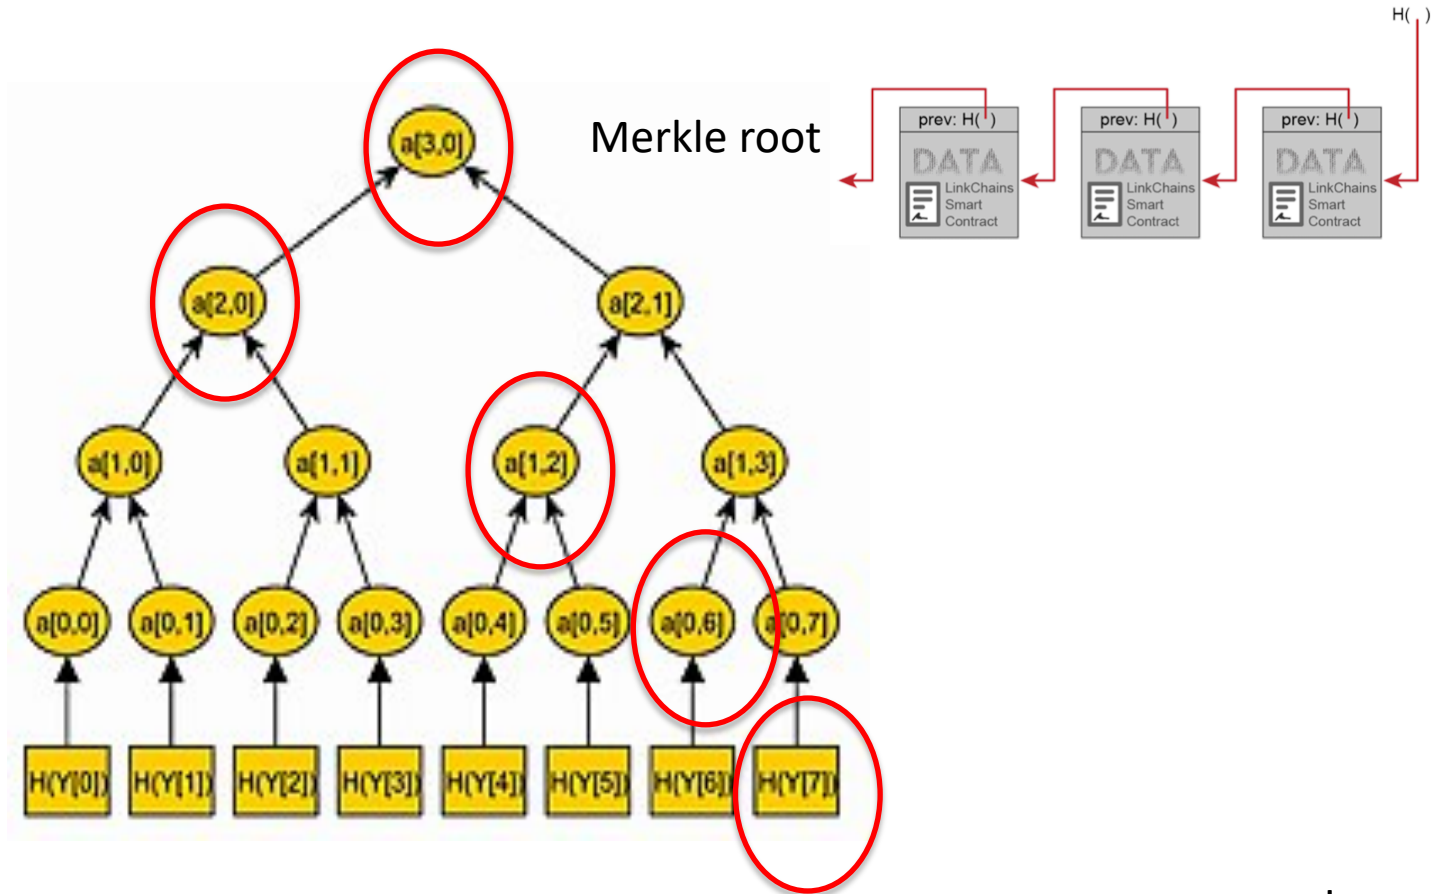 H( )
Merkle root
prev: H( )
DATA
LinkChains
Smart
Contract
prev: H( )
DATA
LinkChains
Smart
Contract
prev: H( )
DATA
LinkChains
Smart
Contract
a[3,0]
a[2,0] a[2,1]
a[1,0] a[1,1] a[1,2] a[1,3]
a[0,0] a[0,1] a[0,2] a[0,3] a[0,4] a[0,5] a[0,6] a[0,7]
H(Y[0]) H(Y[1]) H(Y[2]) H(Y[3]) H(Y[4]) H(Y[5]) H(Y[6]) H(Y[7])